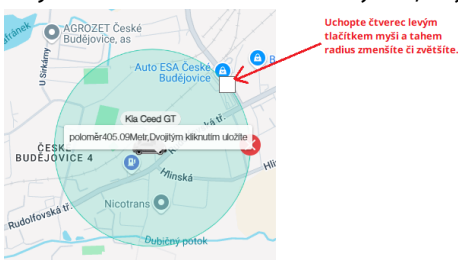 AGROZET České
Budějovice, as
Uchopte čtverec levým
tlačítkem myši a tahem
radius zmenšíte či zvětšíte.
U Sirkárny
Auto ESA České
Budějovice
B
Kia Ceed GT
poloměr405.09Metr,Dvojitým kliknutím uložíte
ČESKÉ
BUDĚJOVICE 4
Hlinská
Nicotrans
Rudolfovská tř.
Dubičný potok